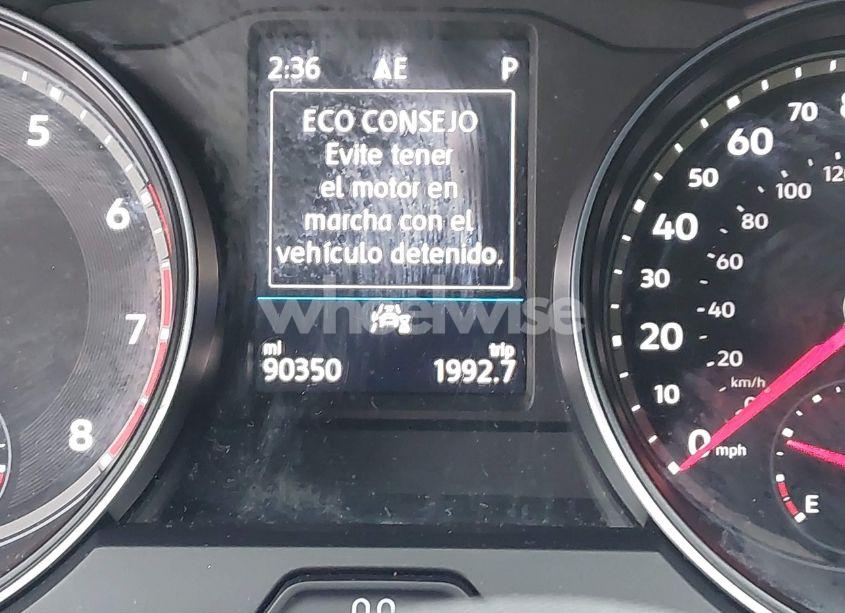 2:36 AE P
ECO CONSEJO
Evite tener
el motor en
marcha con el
vehículo detenido.
wheelwise
mi trip
90350 1992.7
5
6
7
8
70
60
50
40
30
20
10
0 mph
120
100
80
60
40
20
km/h
0
E